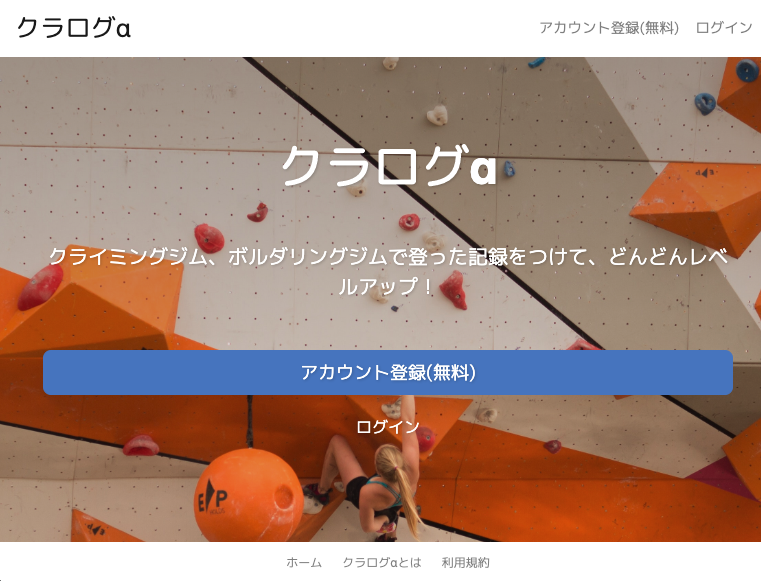 クラログα
アカウント登録(無料) ログイン
クラログα
クライミングジム、ボルダリングジムで登った記録をつけて、どんどんレベ
ルアップ！
アカウント登録(無料)
ログイン
EP
ホーム クラログαとは 利用規約